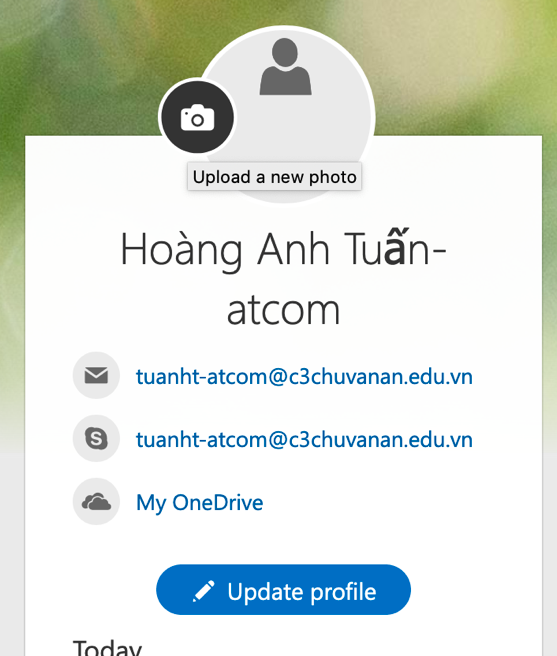 Upload a new photo
Hoàng Anh Tuẫn-
atcom
tuanht-atcom@c3chuvanan.edu.vn
tuanht-atcom@c3chuvanan.edu.vn
My OneDrive
Update profile
Today